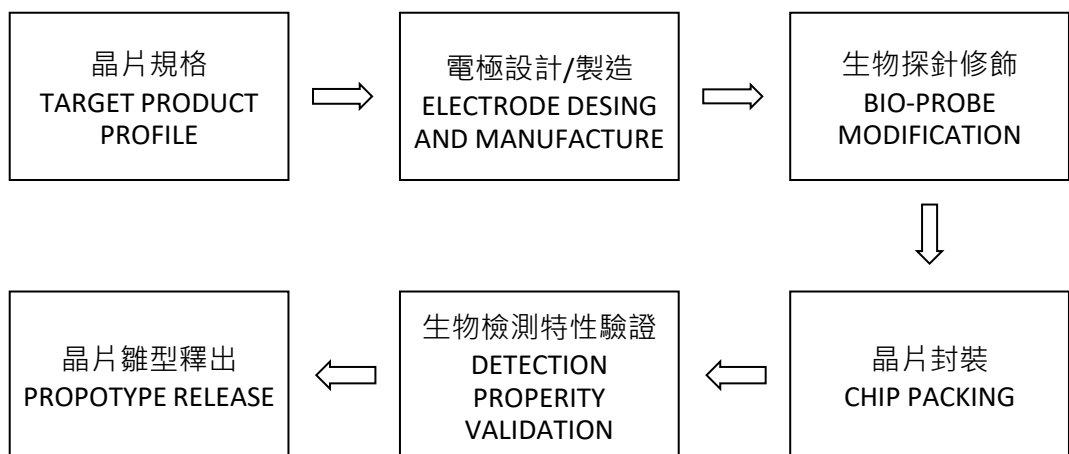 晶片規格
TARGET PRODUCT
PROFILE
電極設計/製造
ELECTRODE DESING
AND MANUFACTURE
生物探針修飾
BIO-PROBE
MODIFICATION
晶片封裝
CHIP PACKING
生物檢測特性驗證
DETECTION
PROPERITY
VALIDATION
晶片雛型釋出
PROPOTYPE RELEASE